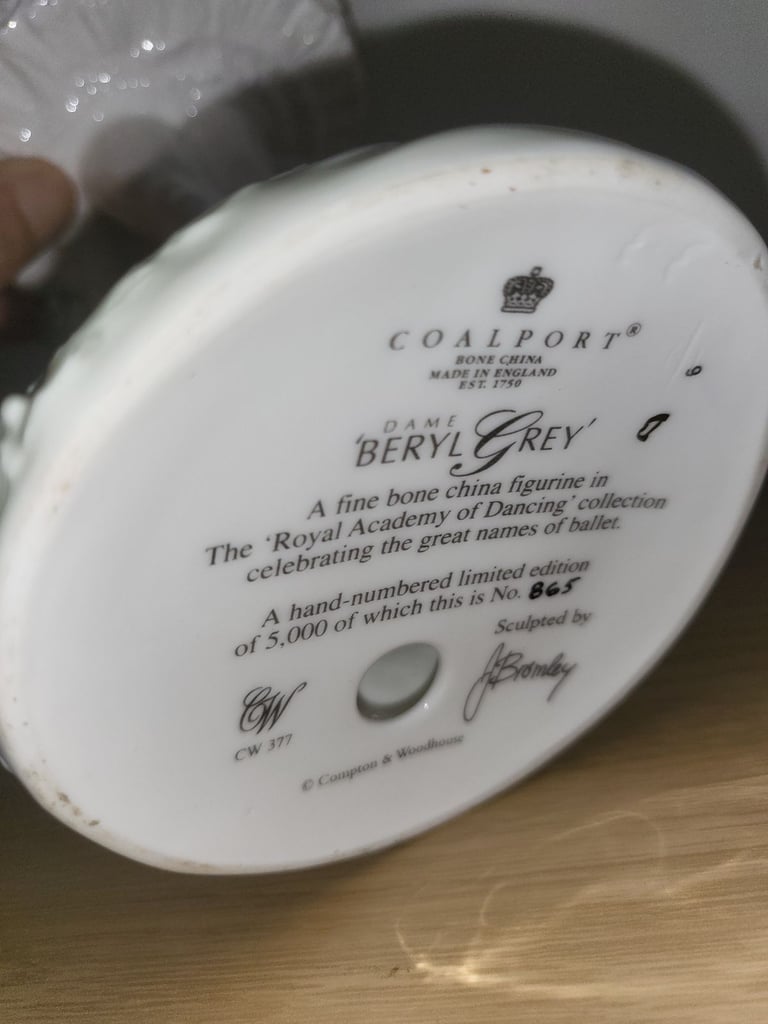 COALPORT®
BONE CHINA
MADE IN ENGLAND
EST. 1750
6
DAME
'BERYL GREY'
A fine bone china figurine in
The 'Royal Academy of Dancing' collection
celebrating the great names of ballet.
A hand-numbered limited edition
of 5,000 of which this is No. 865
Sculpted by
J Bromley
CW
CW 377
© Compton & Woodhouse